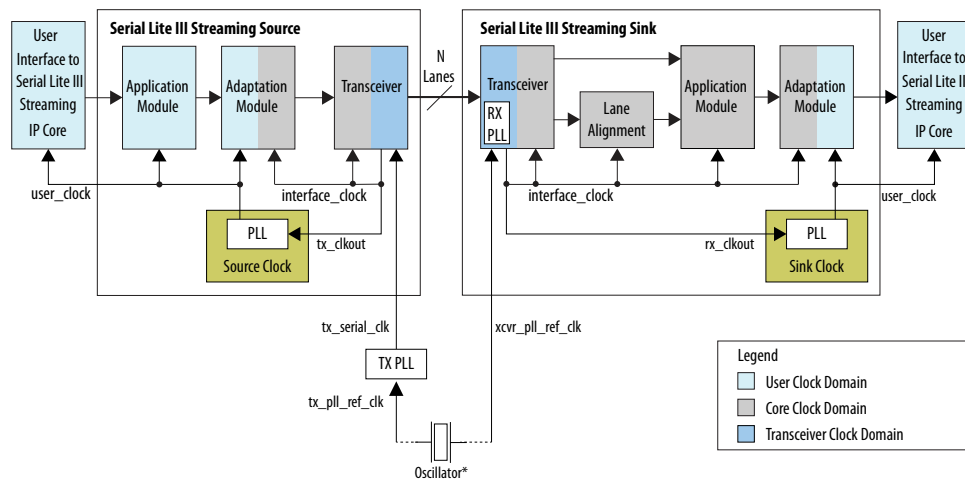 Serial Lite III Streaming Source
Serial Lite III Streaming Sink
User
Interface to
Serial Lite III
Streaming
IP Core
Application
Module
Adaptation
Module
Transceiver
N
Lanes
Transceiver
RX
PLL
Lane
Alignment
Application
Module
Adaptation
Module
User
Interface to
Serial Lite III
Streaming
IP Core
user_clock
interface_clock
interface_clock
user_clock
PLL
Source Clock
tx_clkout
rx_clkout
PLL
Sink Clock
tx_serial_clk
xcvr_pll_ref_clk
TX PLL
tx_pll_ref_clk
Oscillator*
Legend
User Clock Domain
Core Clock Domain
Transceiver Clock Domain